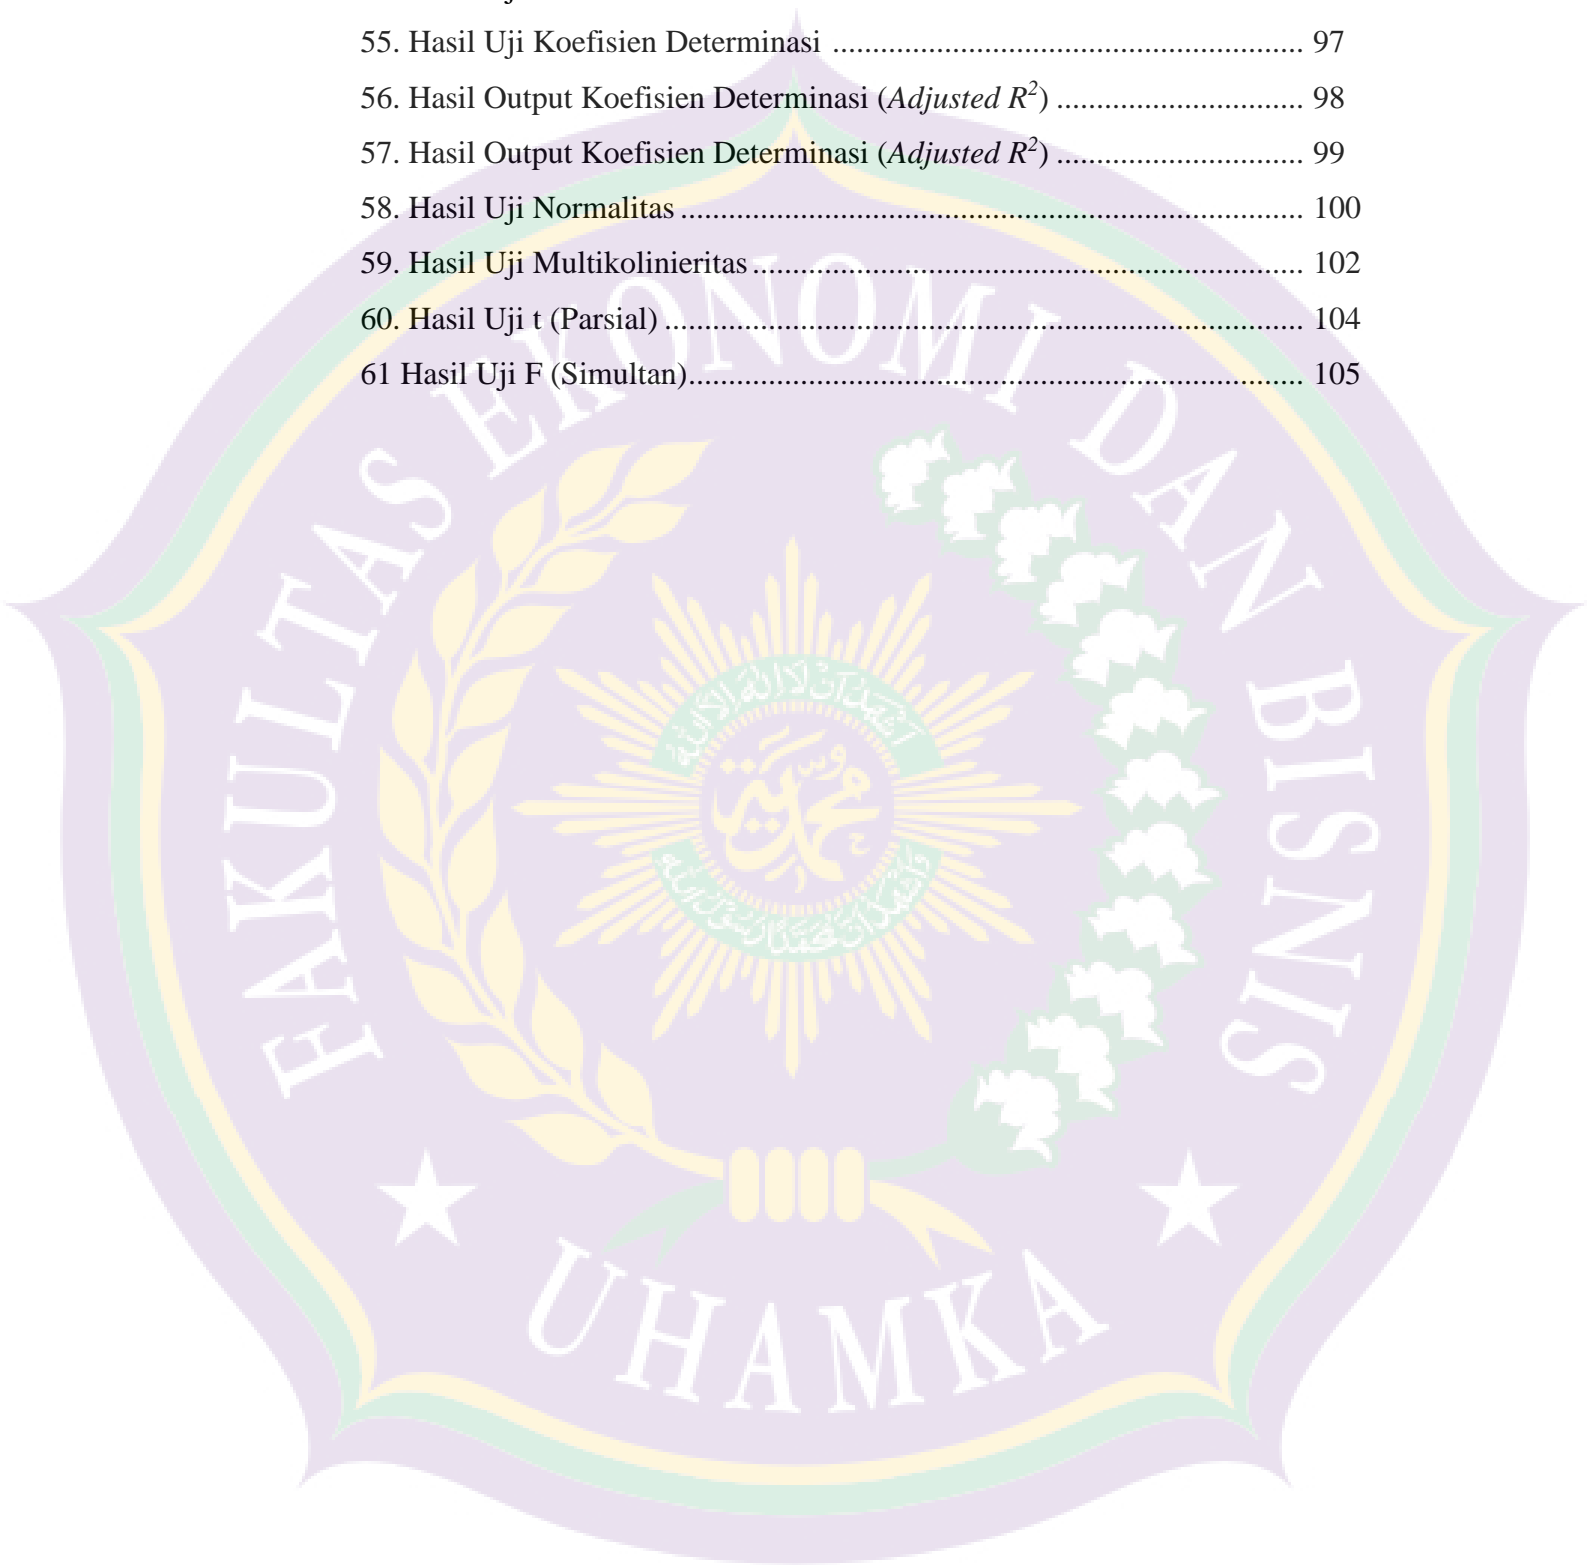 55. Hasil Uji Koefisien Determinasi ........................................................... 97
56. Hasil Output Koefisien Determinasi (Adjusted R²) ............................... 98
57. Hasil Output Koefisien Determinasi (Adjusted R²) ............................... 99
58. Hasil Uji Normalitas .............................................................................. 100
59. Hasil Uji Multikolinieritas ..................................................................... 102
60. Hasil Uji t (Parsial) ................................................................................ 104
61 Hasil Uji F (Simultan)............................................................................. 105
FAKULTAS EKONOMI DAN BISNIS
محمدية
UHAMKA